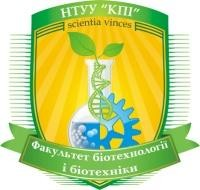 НТУУ "КПІ"
scientia vinces
Факультет біотехнології
і біотехніки